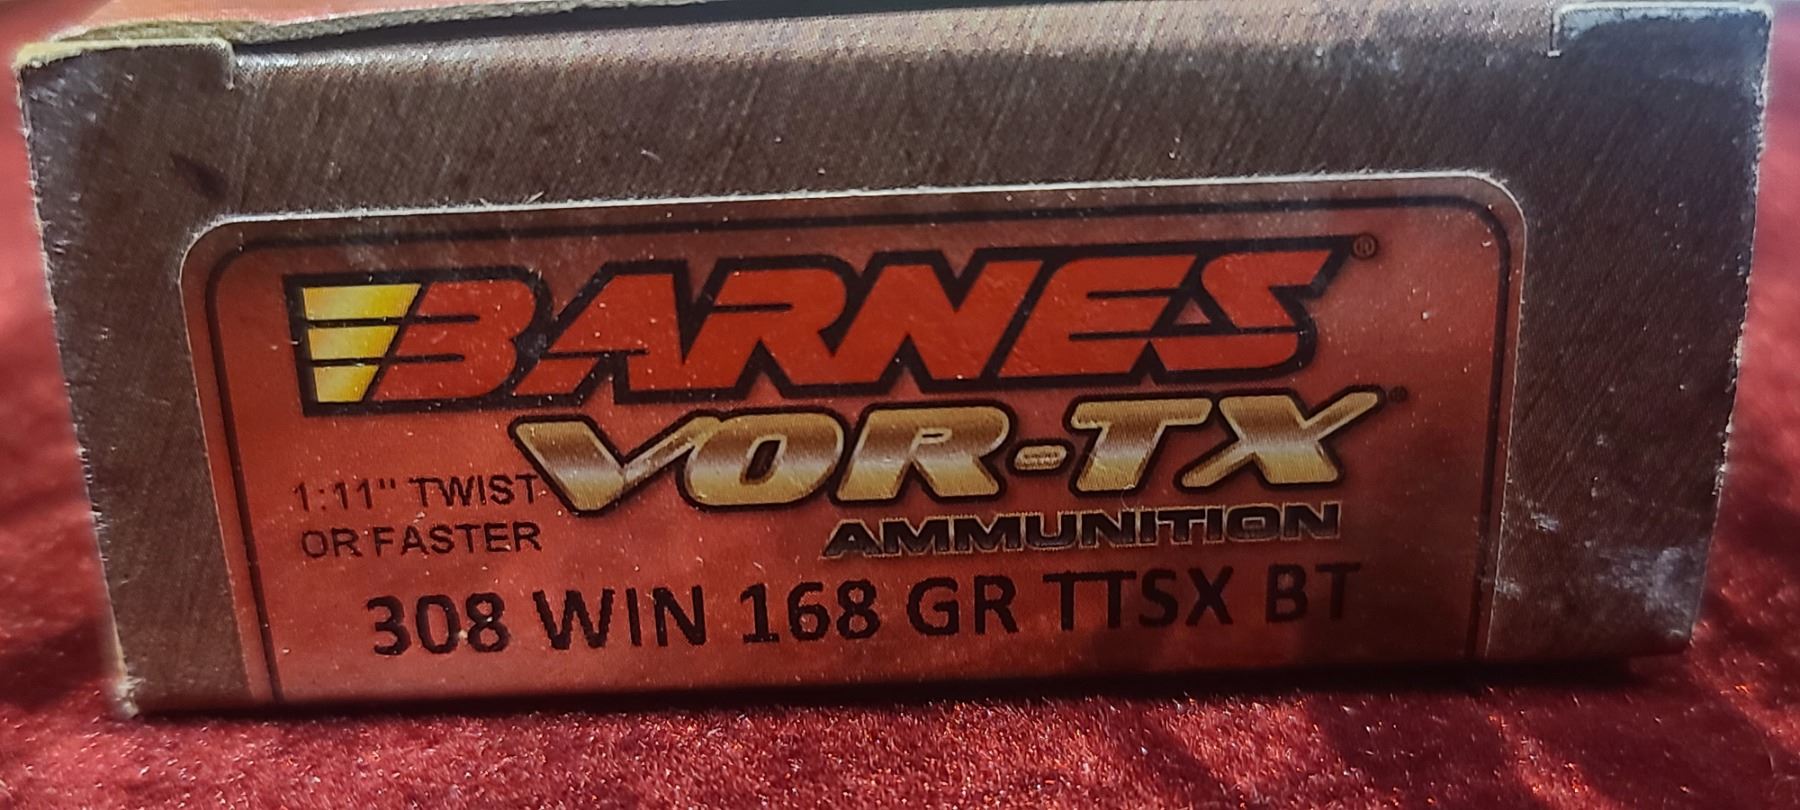 BARNES®
VOR-TX®
1:11" TWIST
OR FASTER
AMMUNITION
308 WIN 168 GR TTSX BT